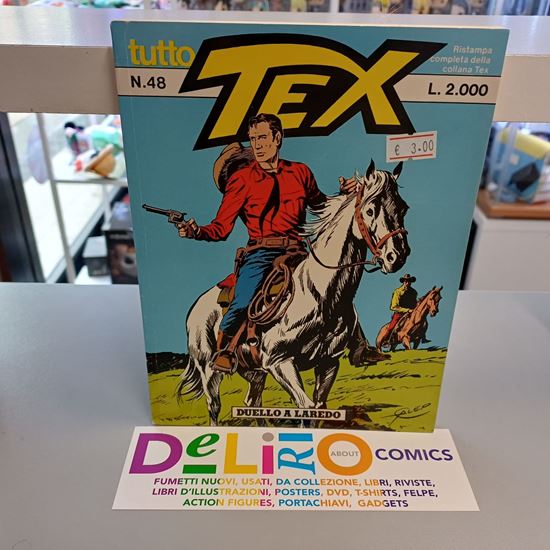 tutto TEX
Ristampa
completa della
collana Tex
N.48
L. 2.000
€ 3.00
DUELLO A LAREDO
GALEP
DeLiRiO ABOUT COMICS
FUMETTI NUOVI, USATI, DA COLLEZIONE, LIBRI, RIVISTE,
LIBRI D'ILLUSTRAZIONI, POSTERS, DVD, T-SHIRTS, FELPE,
ACTION FIGURES, PORTACHIAVI, GADGETS